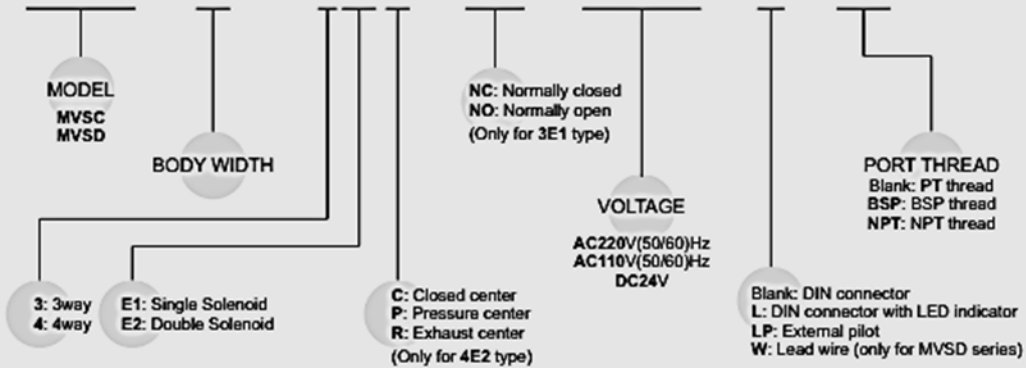 MODEL
MVSC
MVSD
BODY WIDTH
3: 3way
4: 4way
E1: Single Solenoid
E2: Double Solenoid
C: Closed center
P: Pressure center
R: Exhaust center
(Only for 4E2 type)
NC: Normally closed
NO: Normally open
(Only for 3E1 type)
VOLTAGE
AC220V(50/60)Hz
AC110V(50/60)Hz
DC24V
Blank: DIN connector
L: DIN connector with LED indicator
LP: External pilot
W: Lead wire (only for MVSD series)
PORT THREAD
Blank: PT thread
BSP: BSP thread
NPT: NPT thread